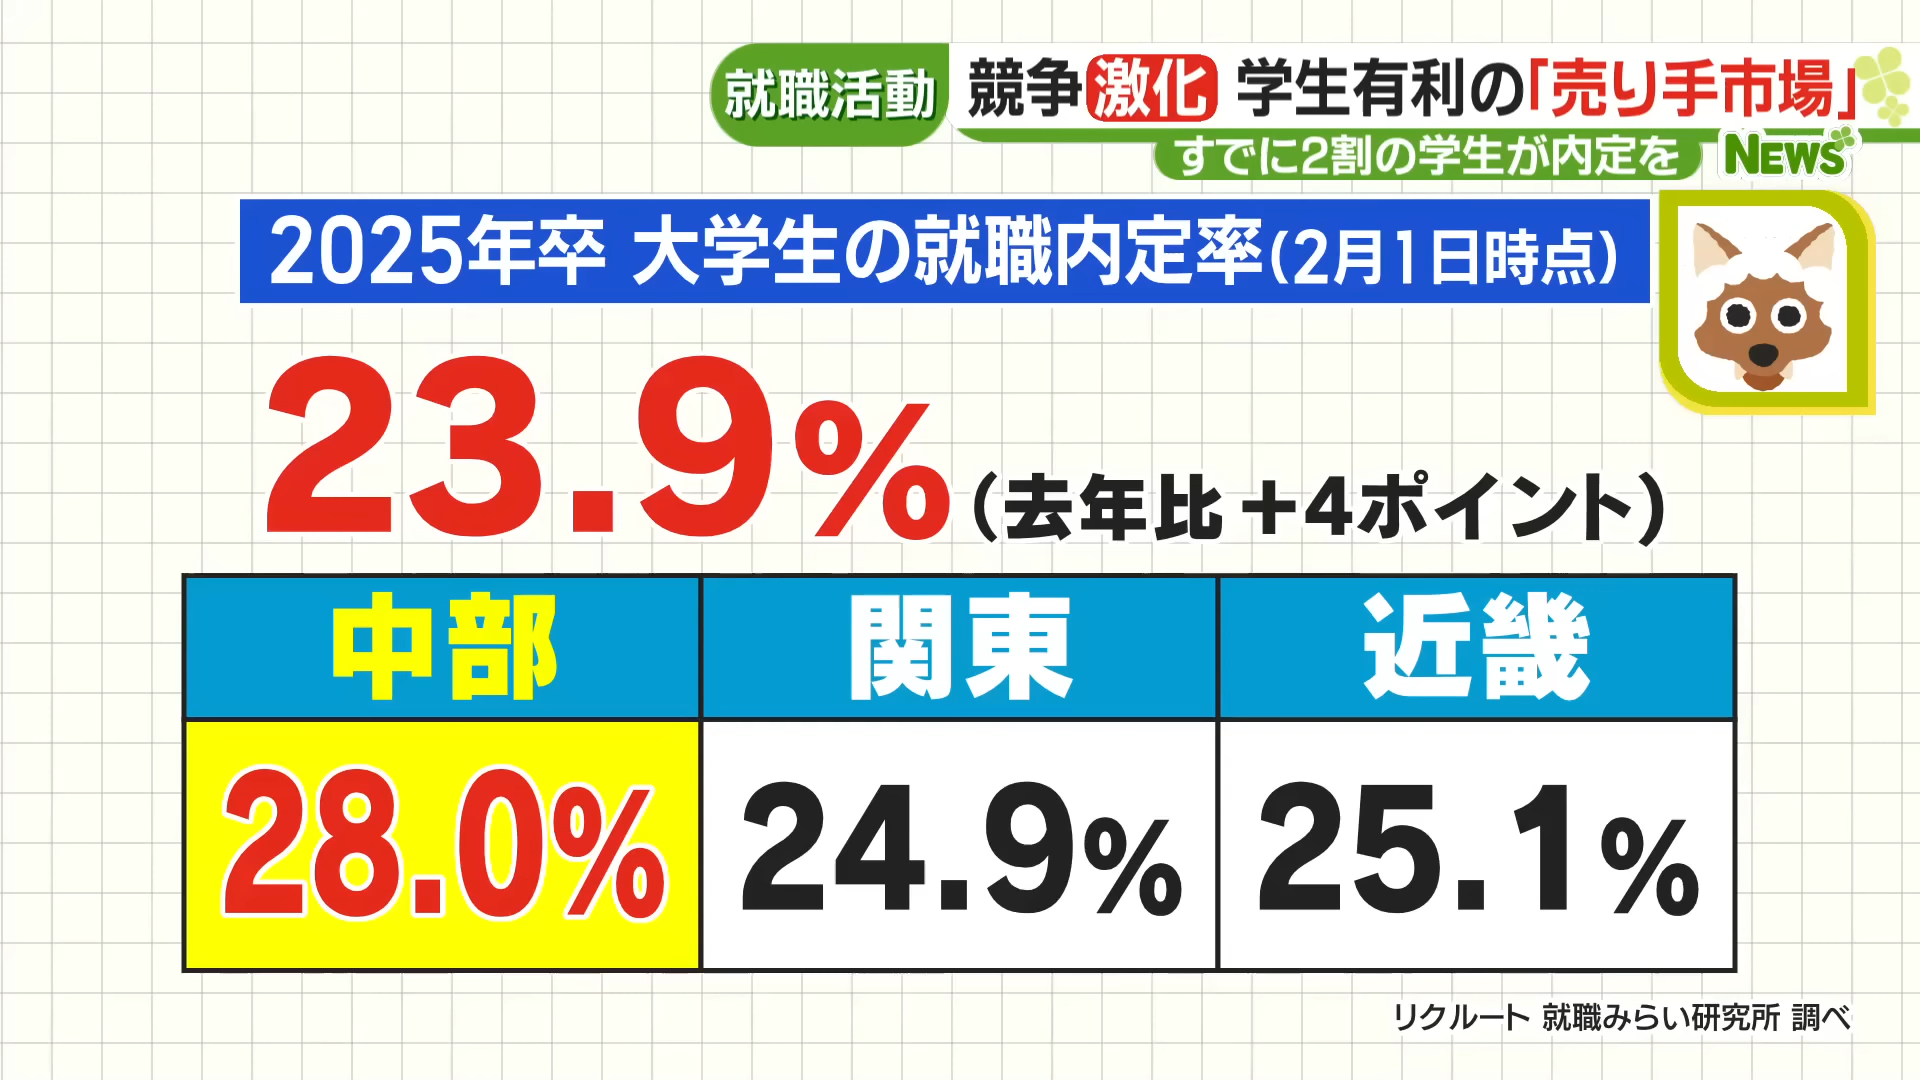 就職活動
競争激化 学生有利の「売り手市場」
すでに2割の学生が内定を
NEWS
2025年卒 大学生の就職内定率(2月1日時点)
23.9%(去年比+4ポイント)
中部 関東 近畿
28.0% 24.9% 25.1%
リクルート 就職みらい研究所 調べ